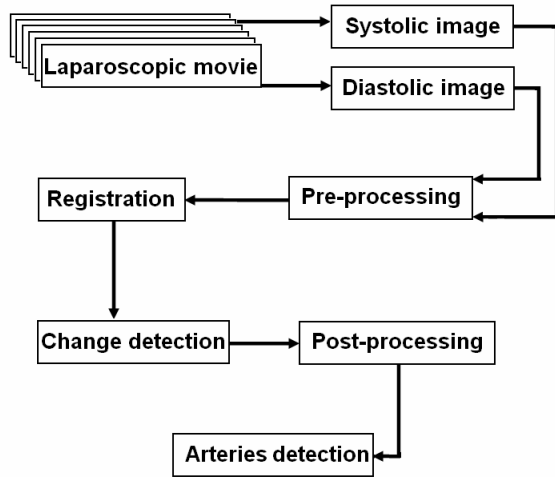 Systolic image
Laparoscopic movie
Diastolic image
Registration
Pre-processing
Change detection
Post-processing
Arteries detection